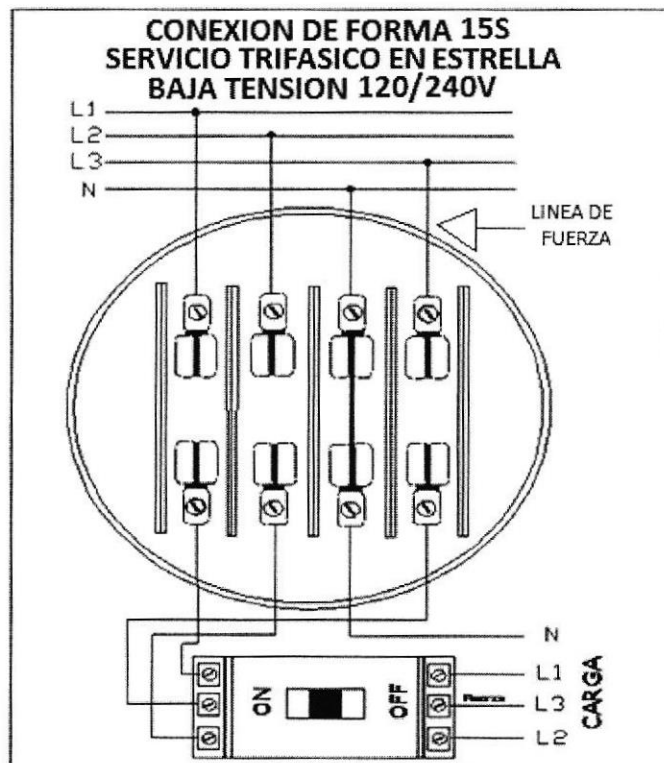 CONEXION DE FORMA 15S
SERVICIO TRIFASICO EN ESTRELLA
BAJA TENSION 120/240V
L1
L2
L3
N
LINEA DE
FUERZA
N
L1
L3
L2
CARGA
ON
OFF